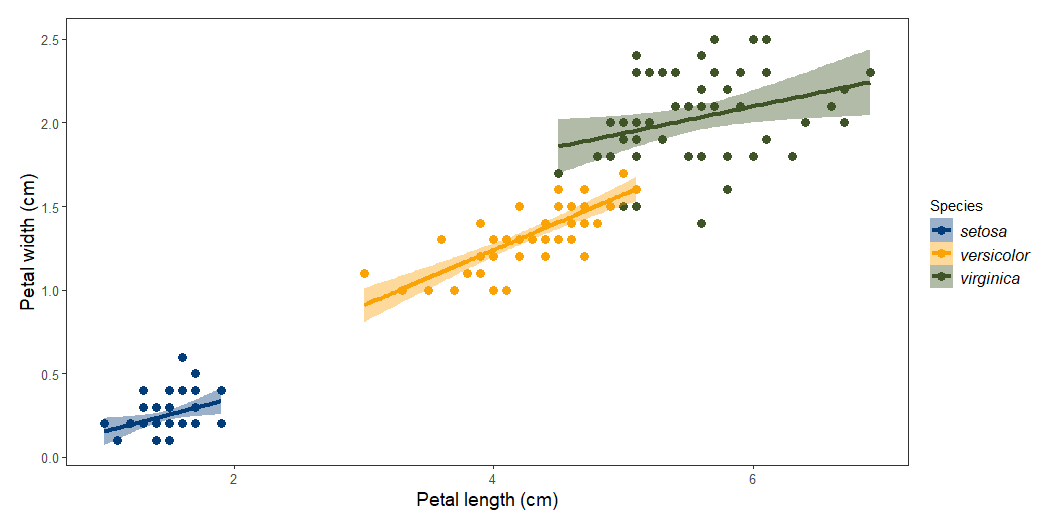 2.5
2.0
1.5
1.0
0.5
0.0
Petal width (cm)
2
4
6
Petal length (cm)
Species
setosa
versicolor
virginica